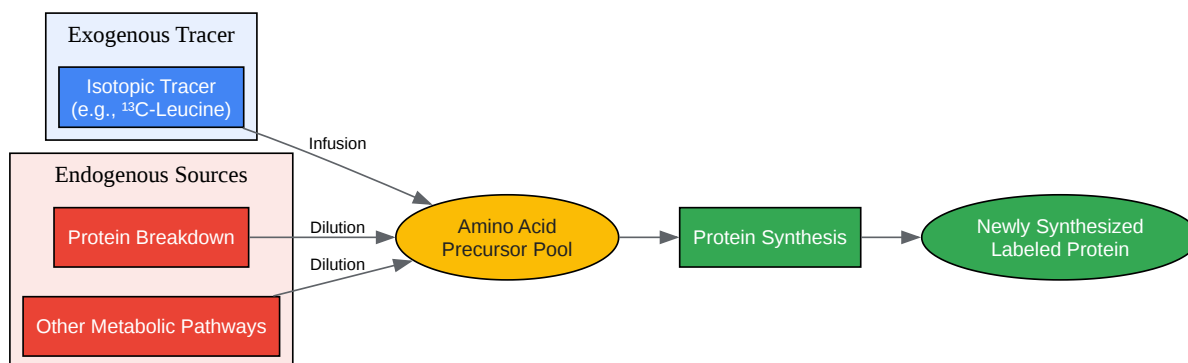 Exogenous Tracer
Isotopic Tracer
(e.g., ¹³C-Leucine)
Infusion
Endogenous Sources
Protein Breakdown
Dilution
Other Metabolic Pathways
Dilution
Amino Acid
Precursor Pool
Protein Synthesis
Newly Synthesized
Labeled Protein